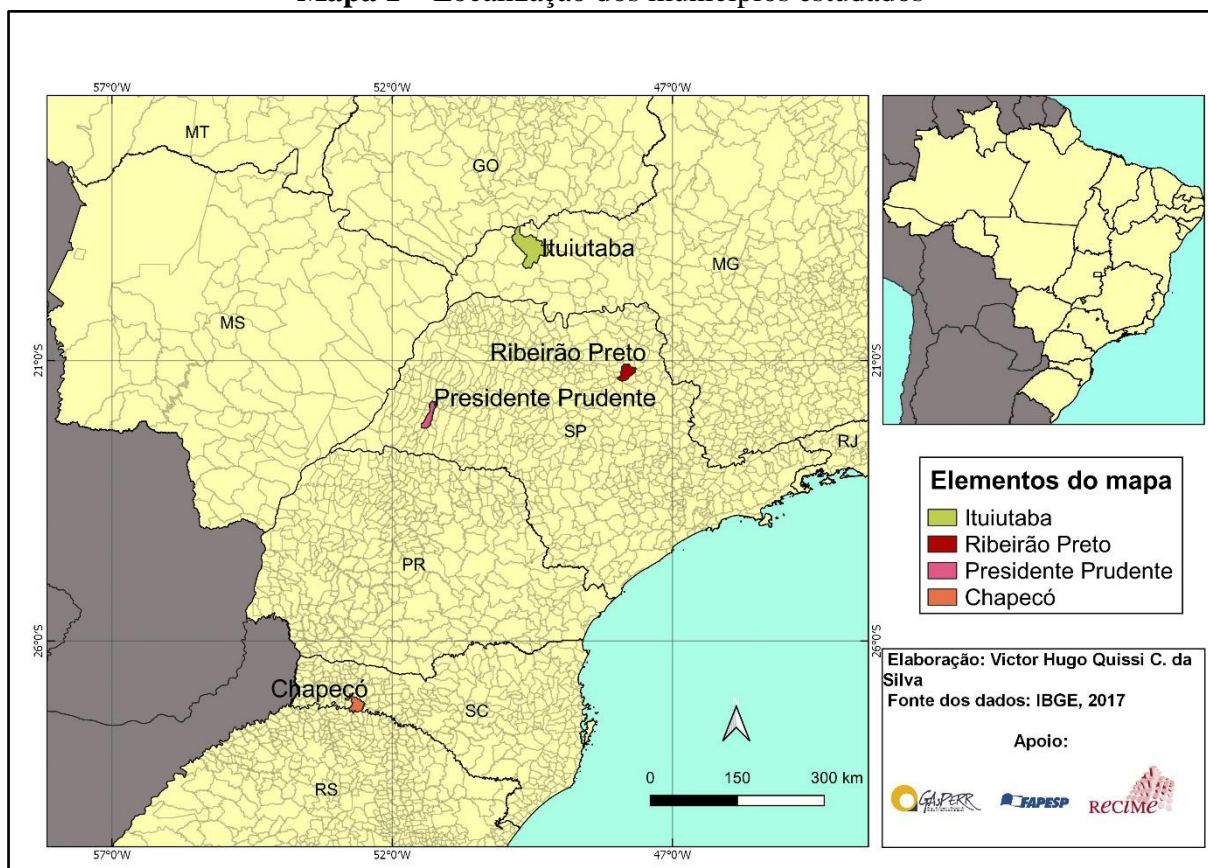 Mapa 1 – Localização dos municípios estudados
57°0'W
52°0'W
47°0'W
MT
GO
Ituiutaba
MG
MS
Ribeirão Preto
21°0'S
21°0'S
Presidente Prudente
SP
RJ
PR
26°0'S
26°0'S
Chapecó
SC
RS
0 150 300 km
57°0'W
52°0'W
47°0'W
Elementos do mapa
Ituiutaba
Ribeirão Preto
Presidente Prudente
Chapecó
Elaboração: Victor Hugo Quissi C. da
Silva
Fonte dos dados: IBGE, 2017
Apoio:
GAsPERR
FAPESP
ReCiMe